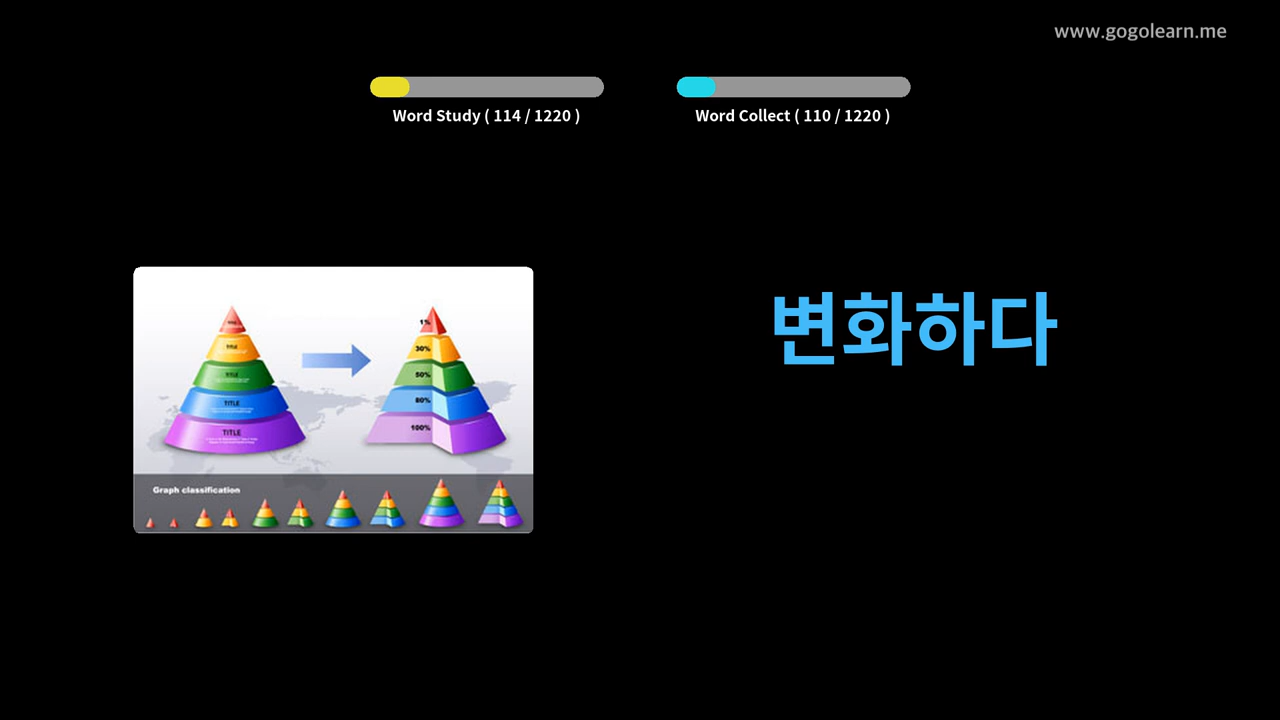 www.gogolearn.me
Word Study ( 114 / 1220 )
Word Collect ( 110 / 1220 )
변화하다
TITLE
TITLE
TITLE
TITLE
1%
30%
50%
80%
100%
Graph classification